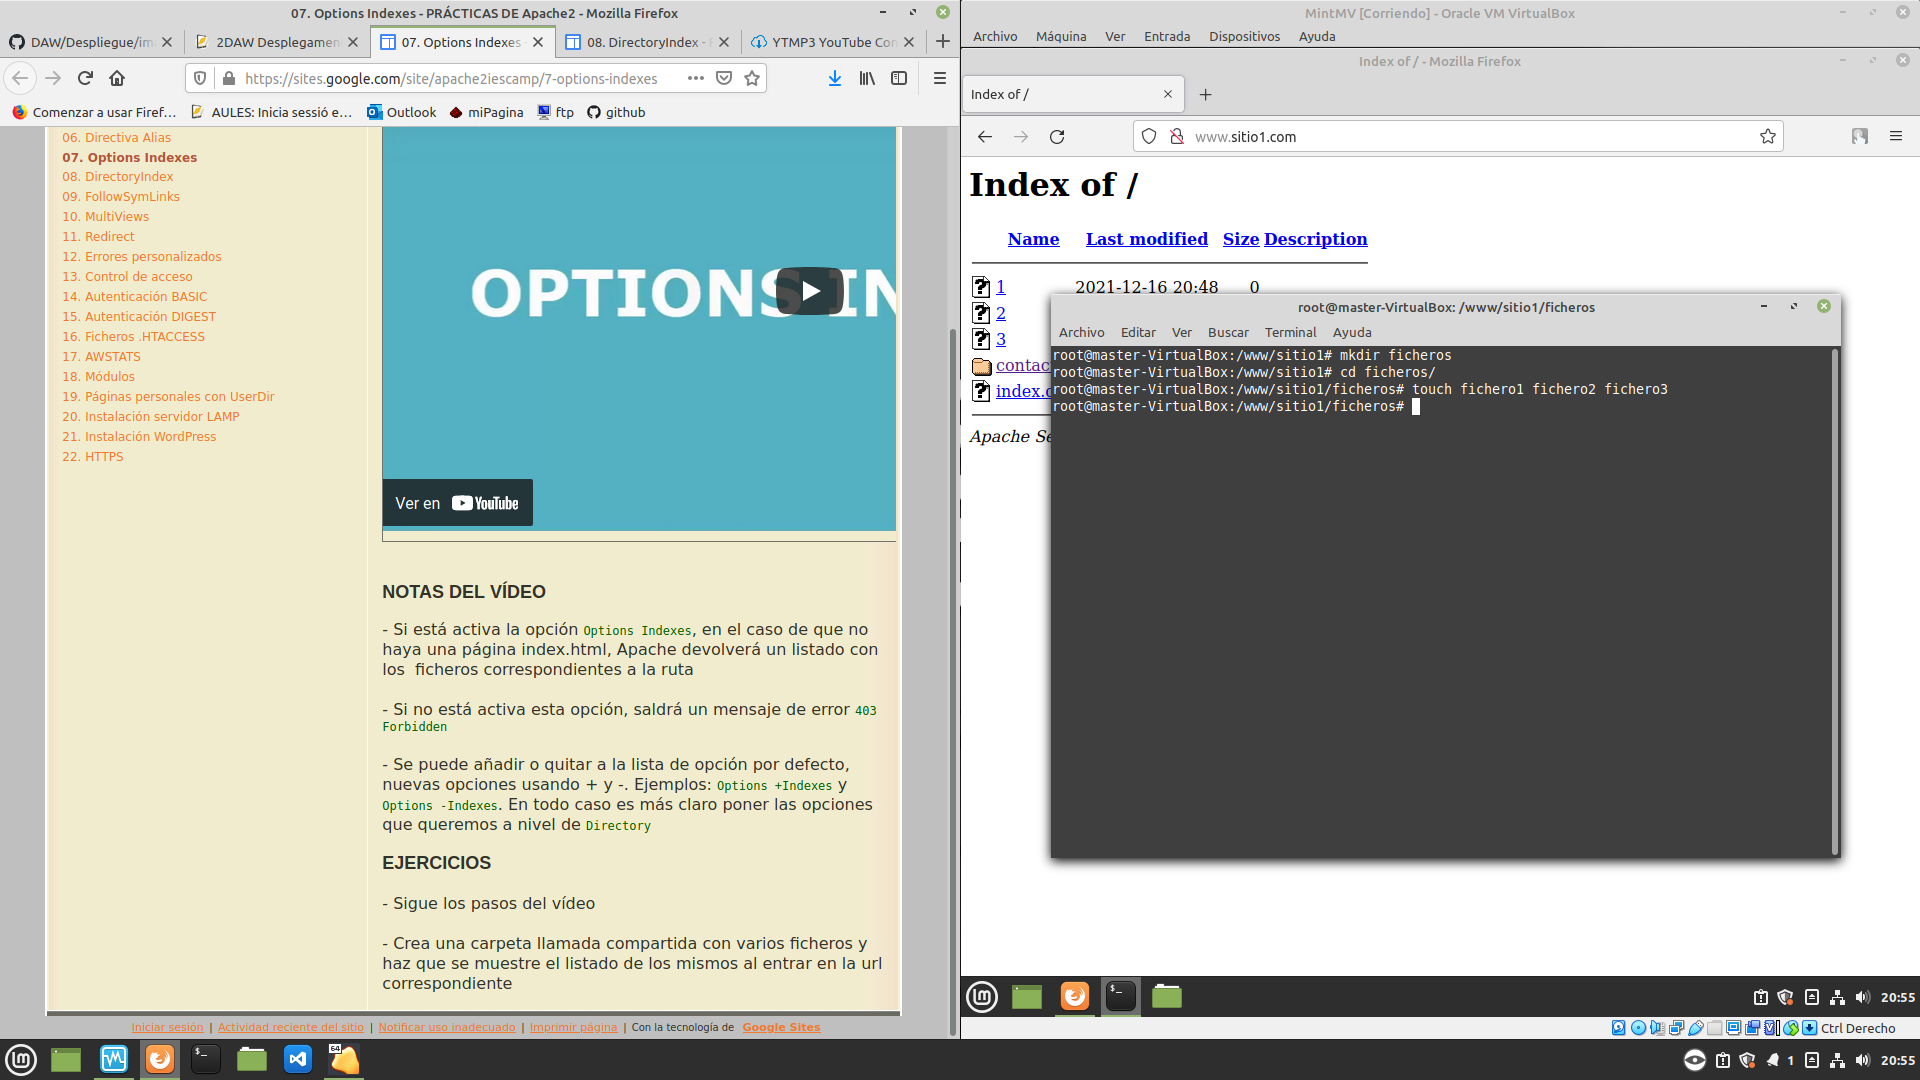 07. Options Indexes - PRÁCTICAS DE Apache2 - Mozilla Firefox
DAW/Despliegue/im
2DAW Desplegamen
07. Options Indexes -
08. DirectoryIndex - 
YTMP3 YouTube Con
https://sites.google.com/site/apache2iescamp/7-options-indexes
Comenzar a usar Firef…
AULES: Inicia sessió e…
Outlook
miPagina
ftp
github
06. Directiva Alias
07. Options Indexes
08. DirectoryIndex
09. FollowSymLinks
10. MultiViews
11. Redirect
12. Errores personalizados
13. Control de acceso
14. Autenticación BASIC
15. Autenticación DIGEST
16. Ficheros .HTACCESS
17. AWSTATS
18. Módulos
19. Páginas personales con UserDir
20. Instalación servidor LAMP
21. Instalación WordPress
22. HTTPS
OPTIONS IN
Ver en YouTube
NOTAS DEL VÍDEO
- Si está activa la opción Options Indexes, en el caso de que no
haya una página index.html, Apache devolverá un listado con
los ficheros correspondientes a la ruta
- Si no está activa esta opción, saldrá un mensaje de error 403
Forbidden
- Se puede añadir o quitar a la lista de opción por defecto,
nuevas opciones usando + y -. Ejemplos: Options +Indexes y
Options -Indexes. En todo caso es más claro poner las opciones
que queremos a nivel de Directory
EJERCICIOS
- Sigue los pasos del vídeo
- Crea una carpeta llamada compartida con varios ficheros y
haz que se muestre el listado de los mismos al entrar en la url
correspondiente
Iniciar sesión | Actividad reciente del sitio | Notificar uso inadecuado | Imprimir página | Con la tecnología de Google Sites
64
1
20:55
MintMV [Corriendo] - Oracle VM VirtualBox
Archivo Máquina Ver Entrada Dispositivos Ayuda
Index of / - Mozilla Firefox
Index of /
www.sitio1.com
Index of /
Name Last modified Size Description
1 2021-12-16 20:48 0
2
3
contac
index.
Apache Se
root@master-VirtualBox: /www/sitio1/ficheros
Archivo Editar Ver Buscar Terminal Ayuda
root@master-VirtualBox:/www/sitio1# mkdir ficheros
root@master-VirtualBox:/www/sitio1# cd ficheros/
root@master-VirtualBox:/www/sitio1/ficheros# touch fichero1 fichero2 fichero3
root@master-VirtualBox:/www/sitio1/ficheros#
20:55
Ctrl Derecho